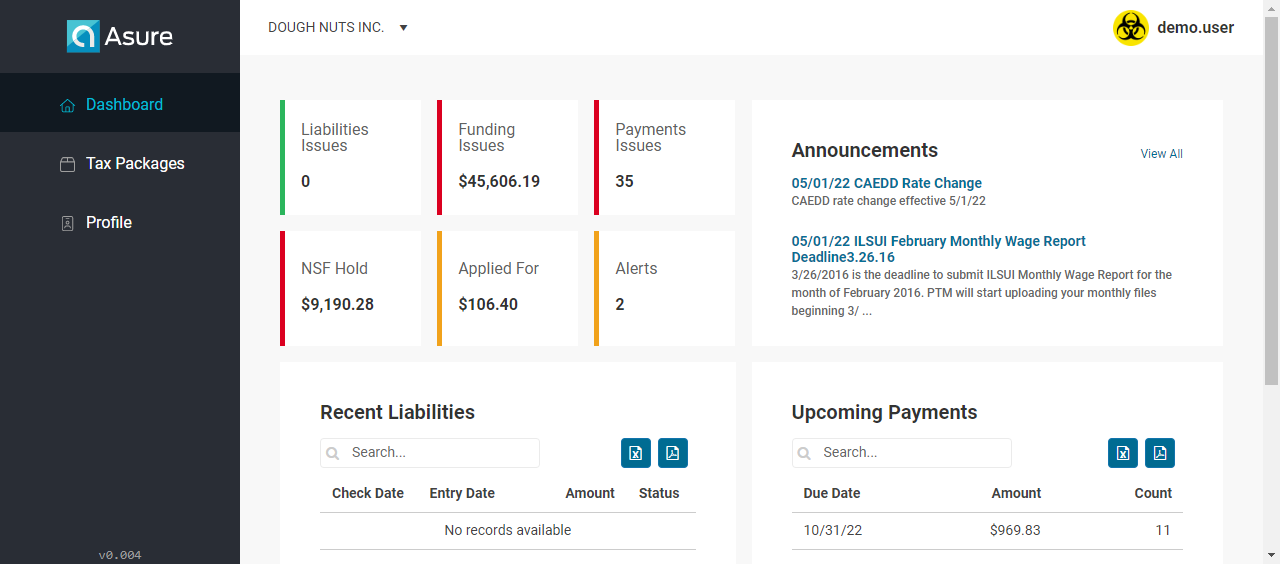 Asure
DOUGH NUTS INC.
demo.user
Dashboard
Tax Packages
Profile
v0.004
Liabilities
Issues
0
Funding
Issues
$45,606.19
Payments
Issues
35
NSF Hold
$9,190.28
Applied For
$106.40
Alerts
2
Announcements
View All
05/01/22 CAEDD Rate Change
CAEDD rate change effective 5/1/22
05/01/22 ILSUI February Monthly Wage Report
Deadline3.26.16
3/26/2016 is the deadline to submit ILSUI Monthly Wage Report for the
month of February 2016. PTM will start uploading your monthly files
beginning 3/ ...
Recent Liabilities
Search...
Check Date Entry Date Amount Status
No records available
Upcoming Payments
Search...
Due Date Amount Count
10/31/22 $969.83 11